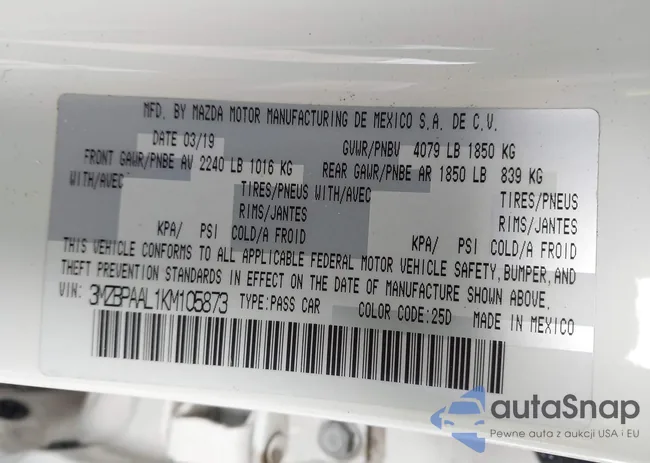 MFD. BY MAZDA MOTOR MANUFACTURING DE MEXICO S.A. DE C.V.
DATE 03/19 GVWR/PNBV 4079 LB 1850 KG
FRONT GAWR/PNBE AV 2240 LB 1016 KG REAR GAWR/PNBE AR 1850 LB 839 KG
WITH/AVEC TIRES/PNEUS WITH/AVEC TIRES/PNEUS
RIMS/JANTES RIMS/JANTES
KPA/ PSI COLD/A FROID KPA/ PSI COLD/A FROID
THIS VEHICLE CONFORMS TO ALL APPLICABLE FEDERAL MOTOR VEHICLE SAFETY, BUMPER, AND
THEFT PREVENTION STANDARDS IN EFFECT ON THE DATE OF MANUFACTURE SHOWN ABOVE.
VIN: 3MZBPAAL1KM105873 TYPE:PASS CAR COLOR CODE:25D MADE IN MEXICO
autaSnap
Pewne auta z aukcji USA i EU